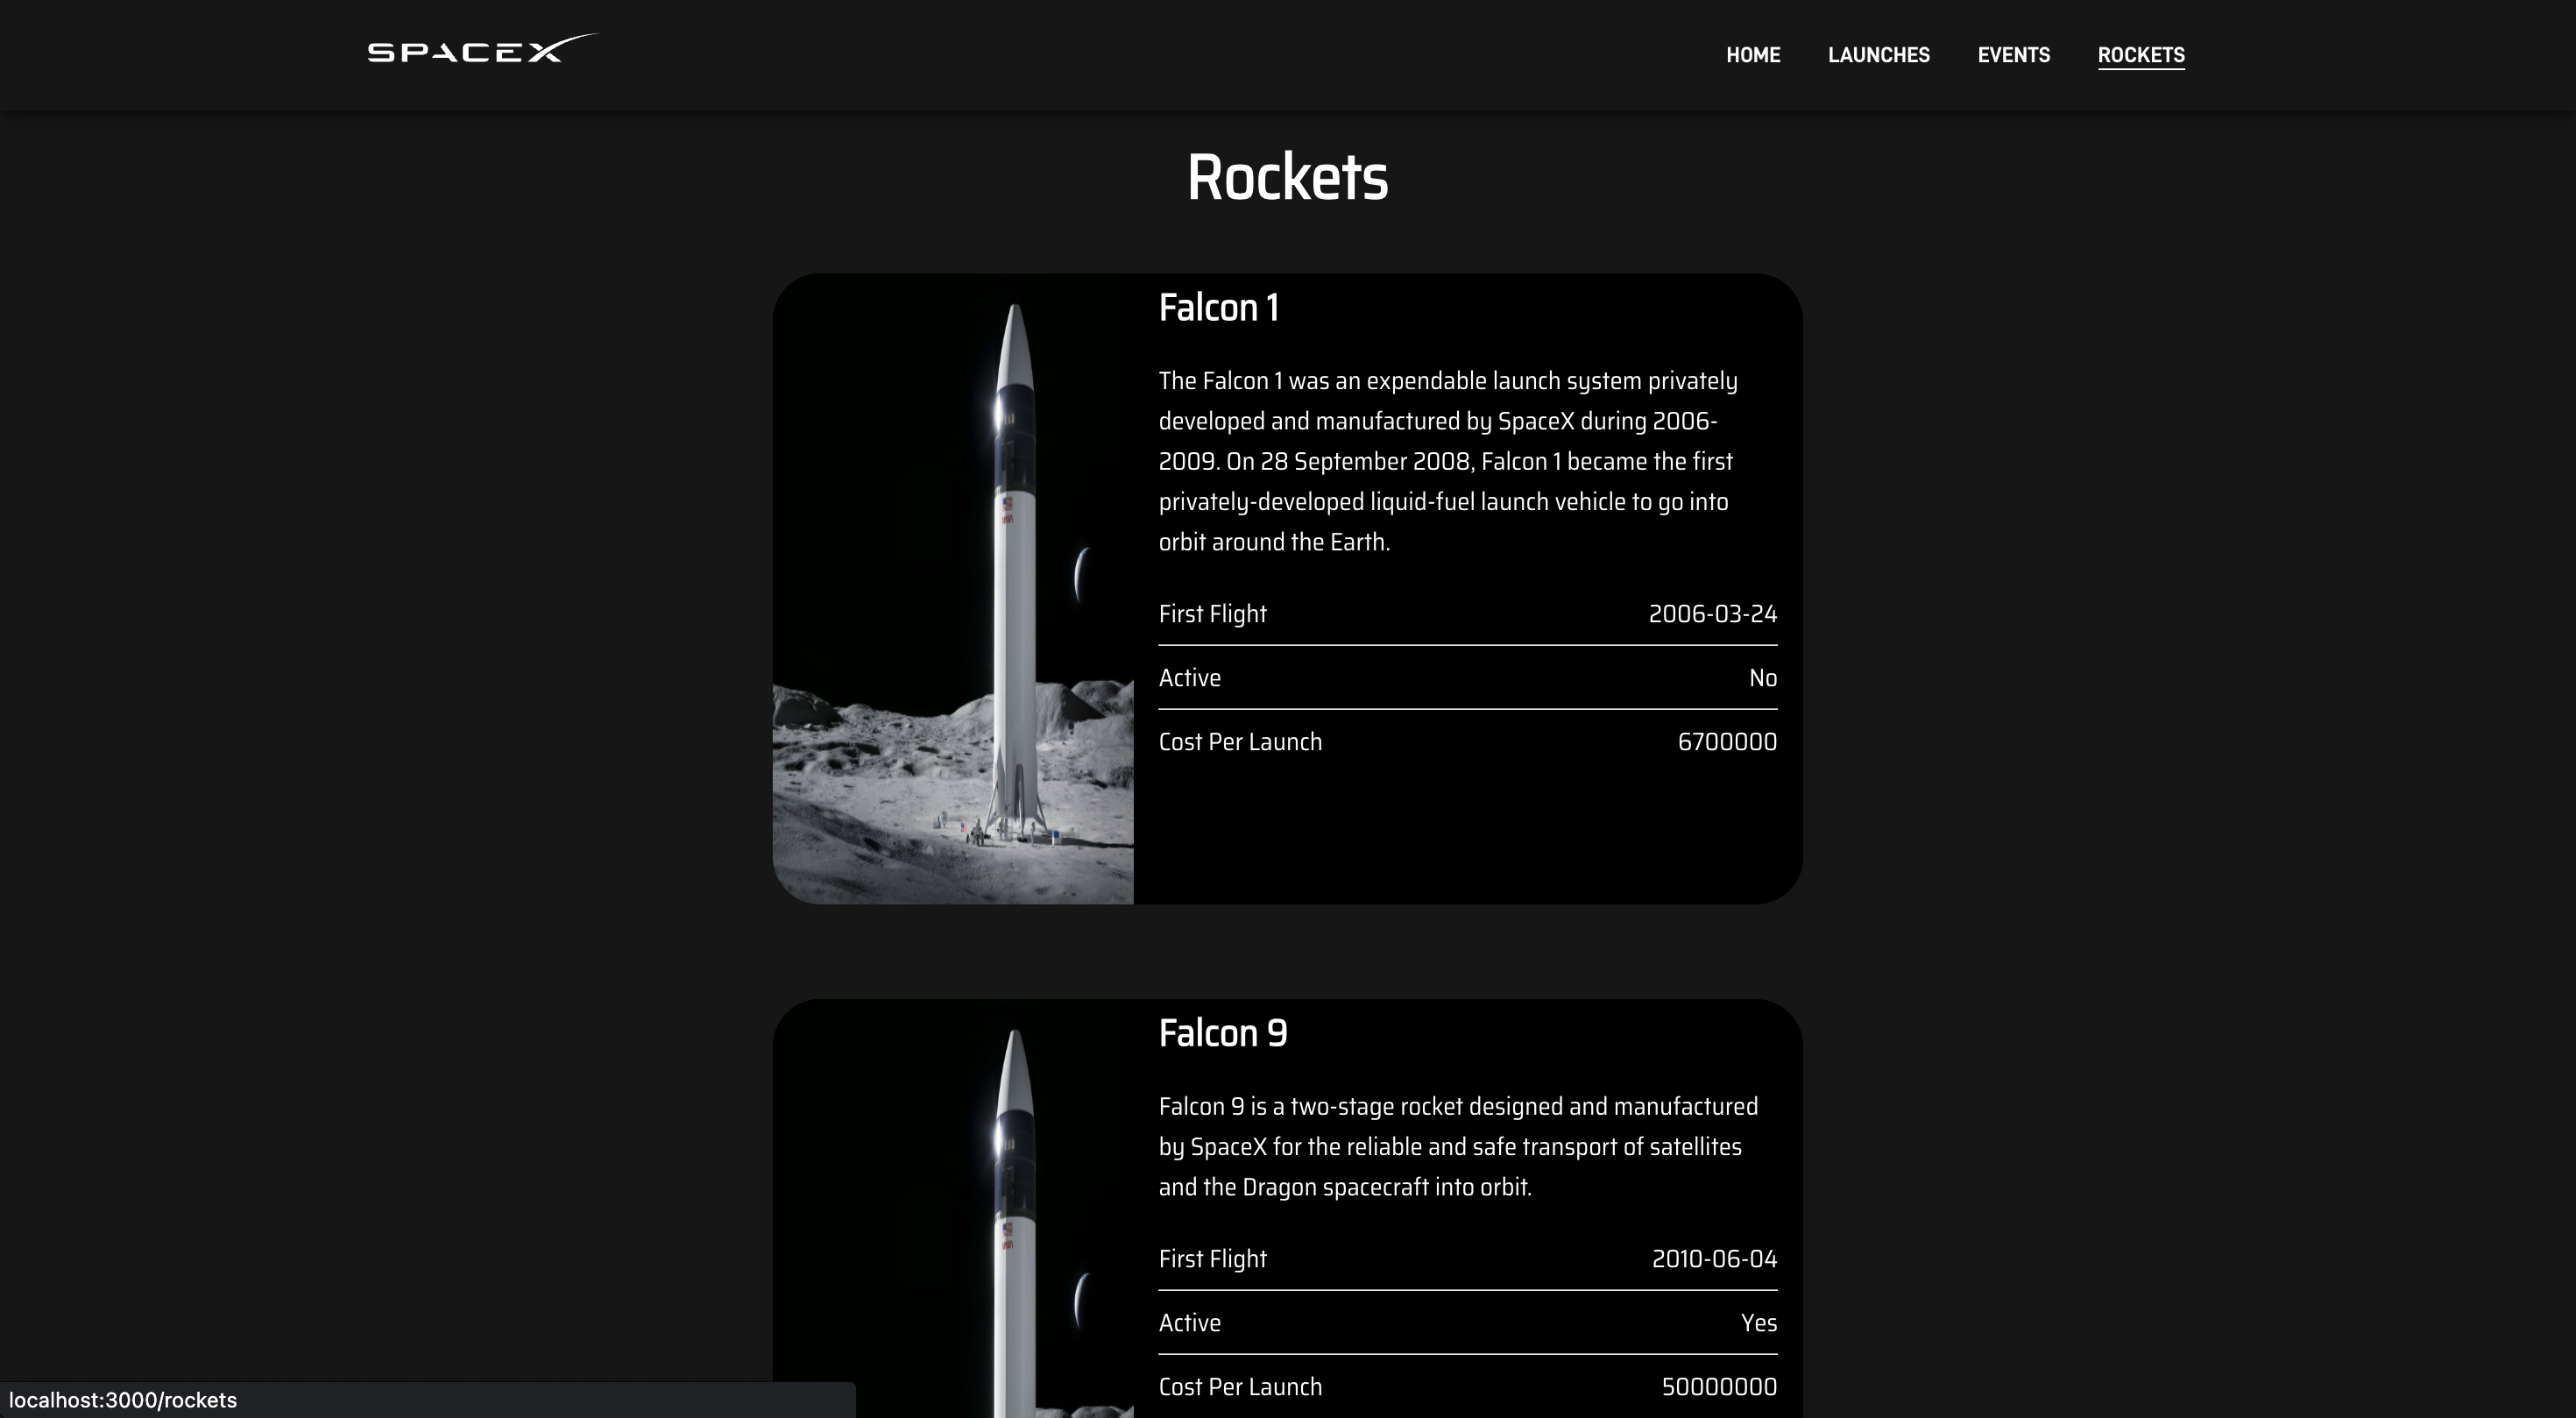 SPACEX
HOME LAUNCHES EVENTS ROCKETS
Rockets
Falcon 1
The Falcon 1 was an expendable launch system privately
developed and manufactured by SpaceX during 2006-
2009. On 28 September 2008, Falcon 1 became the first
privately-developed liquid-fuel launch vehicle to go into
orbit around the Earth.
First Flight 2006-03-24
Active No
Cost Per Launch 6700000
Falcon 9
Falcon 9 is a two-stage rocket designed and manufactured
by SpaceX for the reliable and safe transport of satellites
and the Dragon spacecraft into orbit.
First Flight 2010-06-04
Active Yes
Cost Per Launch 50000000
localhost:3000/rockets